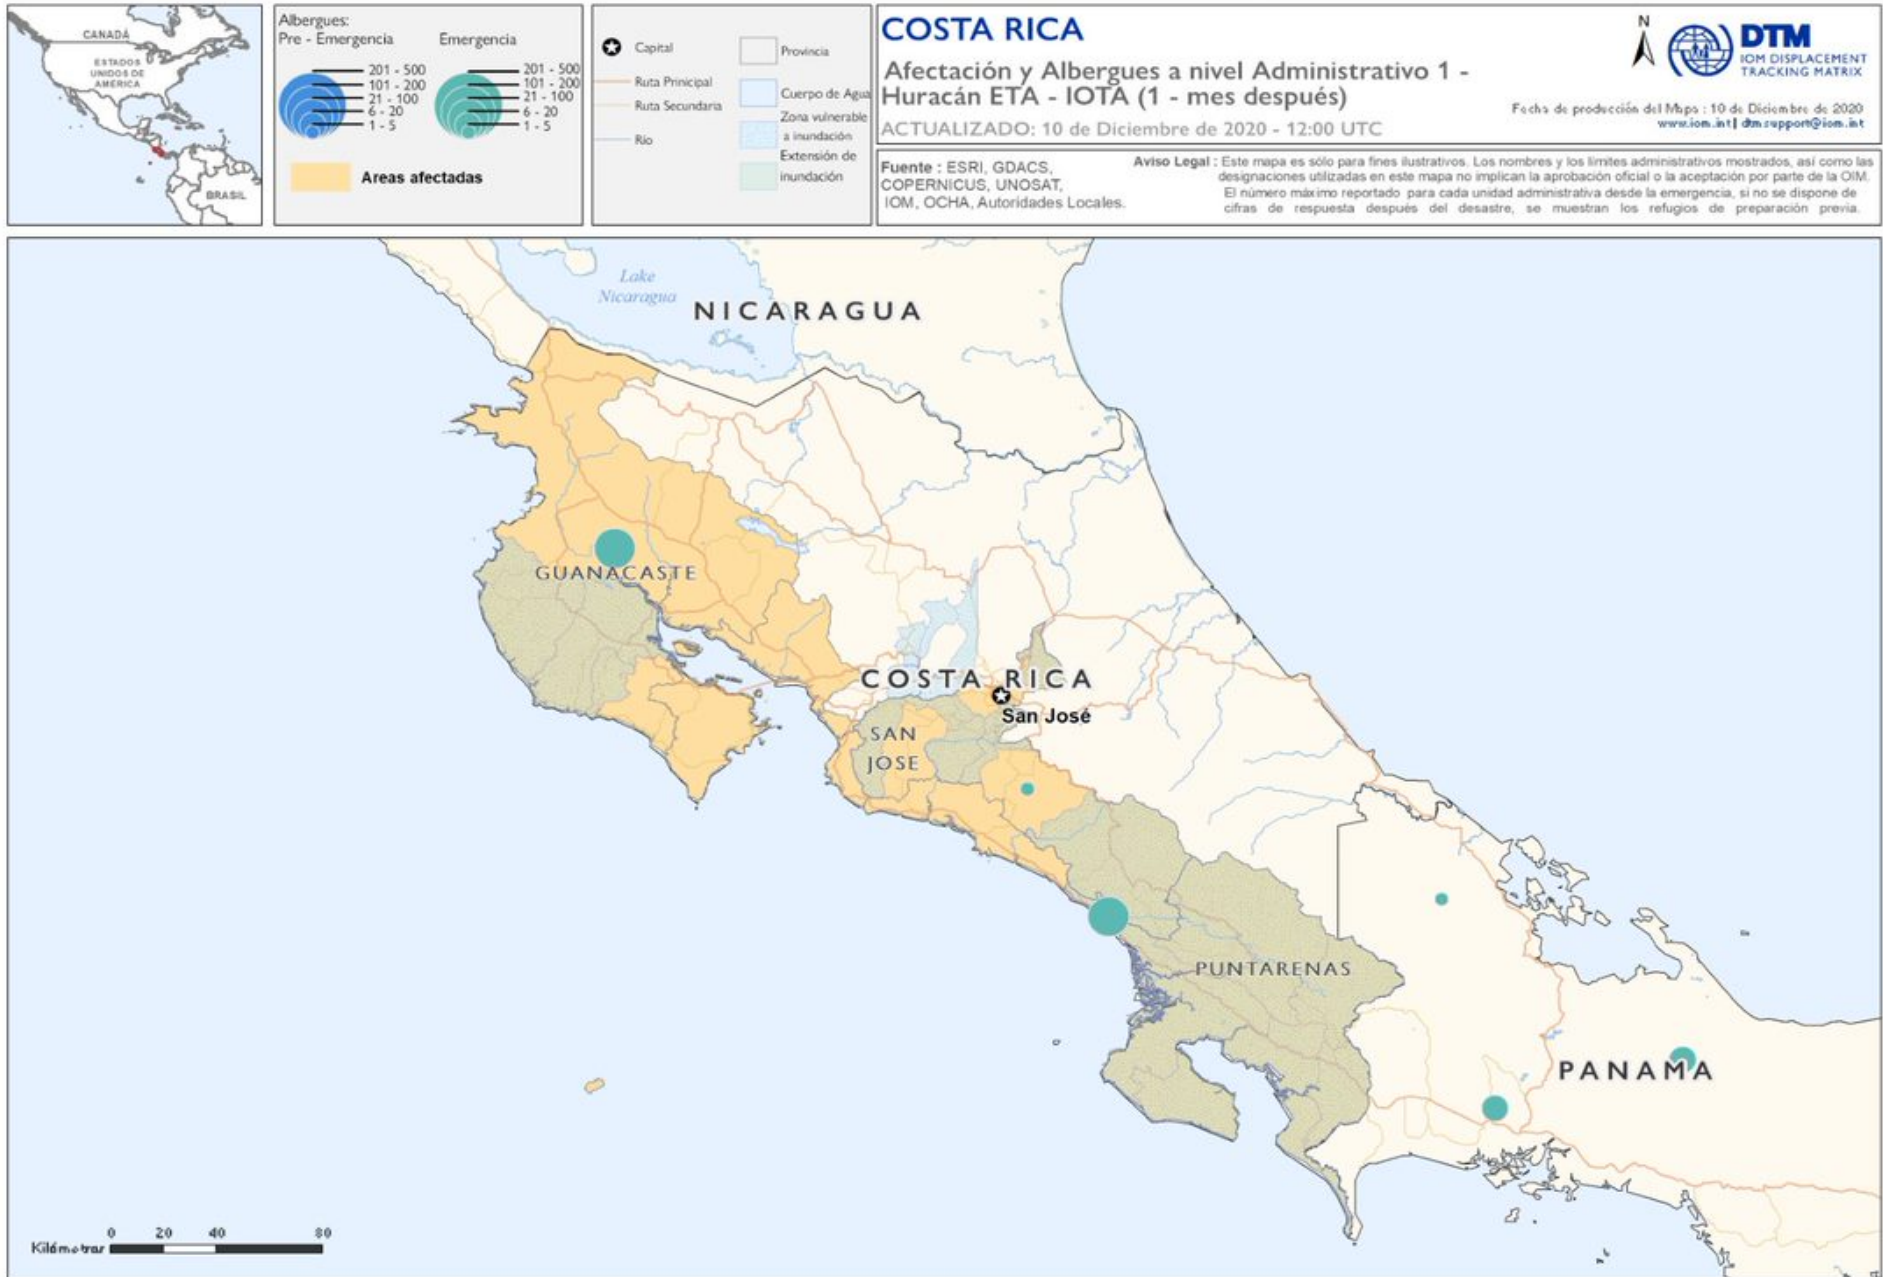 CANADÁ
ESTADOS
UNIDOS DE
AMÉRICA
BRASIL
Albergues:
Pre - Emergencia
Emergencia
201 - 500
101 - 200
21 - 100
6 - 20
1 - 5
201 - 500
101 - 200
21 - 100
6 - 20
1 - 5
Areas afectadas
Capital
Ruta Prinicipal
Ruta Secundaria
Río
Provincia
Cuerpo de Agua
Zona vulnerable
a inundación
Extensión de
inundación
COSTA RICA
Afectación y Albergues a nivel Administrativo 1 -
Huracán ETA - IOTA (1 - mes después)
ACTUALIZADO: 10 de Diciembre de 2020 - 12:00 UTC
N
DTM
IOM DISPLACEMENT
TRACKING MATRIX
Fecha de producción del Mapa : 10 de Diciembre de 2020
www.iom.int| dtmsupport@iom.int
Fuente : ESRI, GDACS,
COPERNICUS, UNOSAT,
IOM, OCHA, Autoridades Locales.
Aviso Legal : Este mapa es sólo para fines ilustrativos. Los nombres y los límites administrativos mostrados, así como las
designaciones utilizadas en este mapa no implican la aprobación oficial o la aceptación por parte de la OIM.
El número máximo reportado para cada unidad administrativa desde la emergencia, si no se dispone de
cifras de respuesta después del desastre, se muestran los refugios de preparación previa.
Lake
Nicaragua
NICARAGUA
GUANACASTE
COSTA RICA
San José
SAN
JOSE
PUNTARENAS
PANAMA
0 20 40 80
Kilómetros